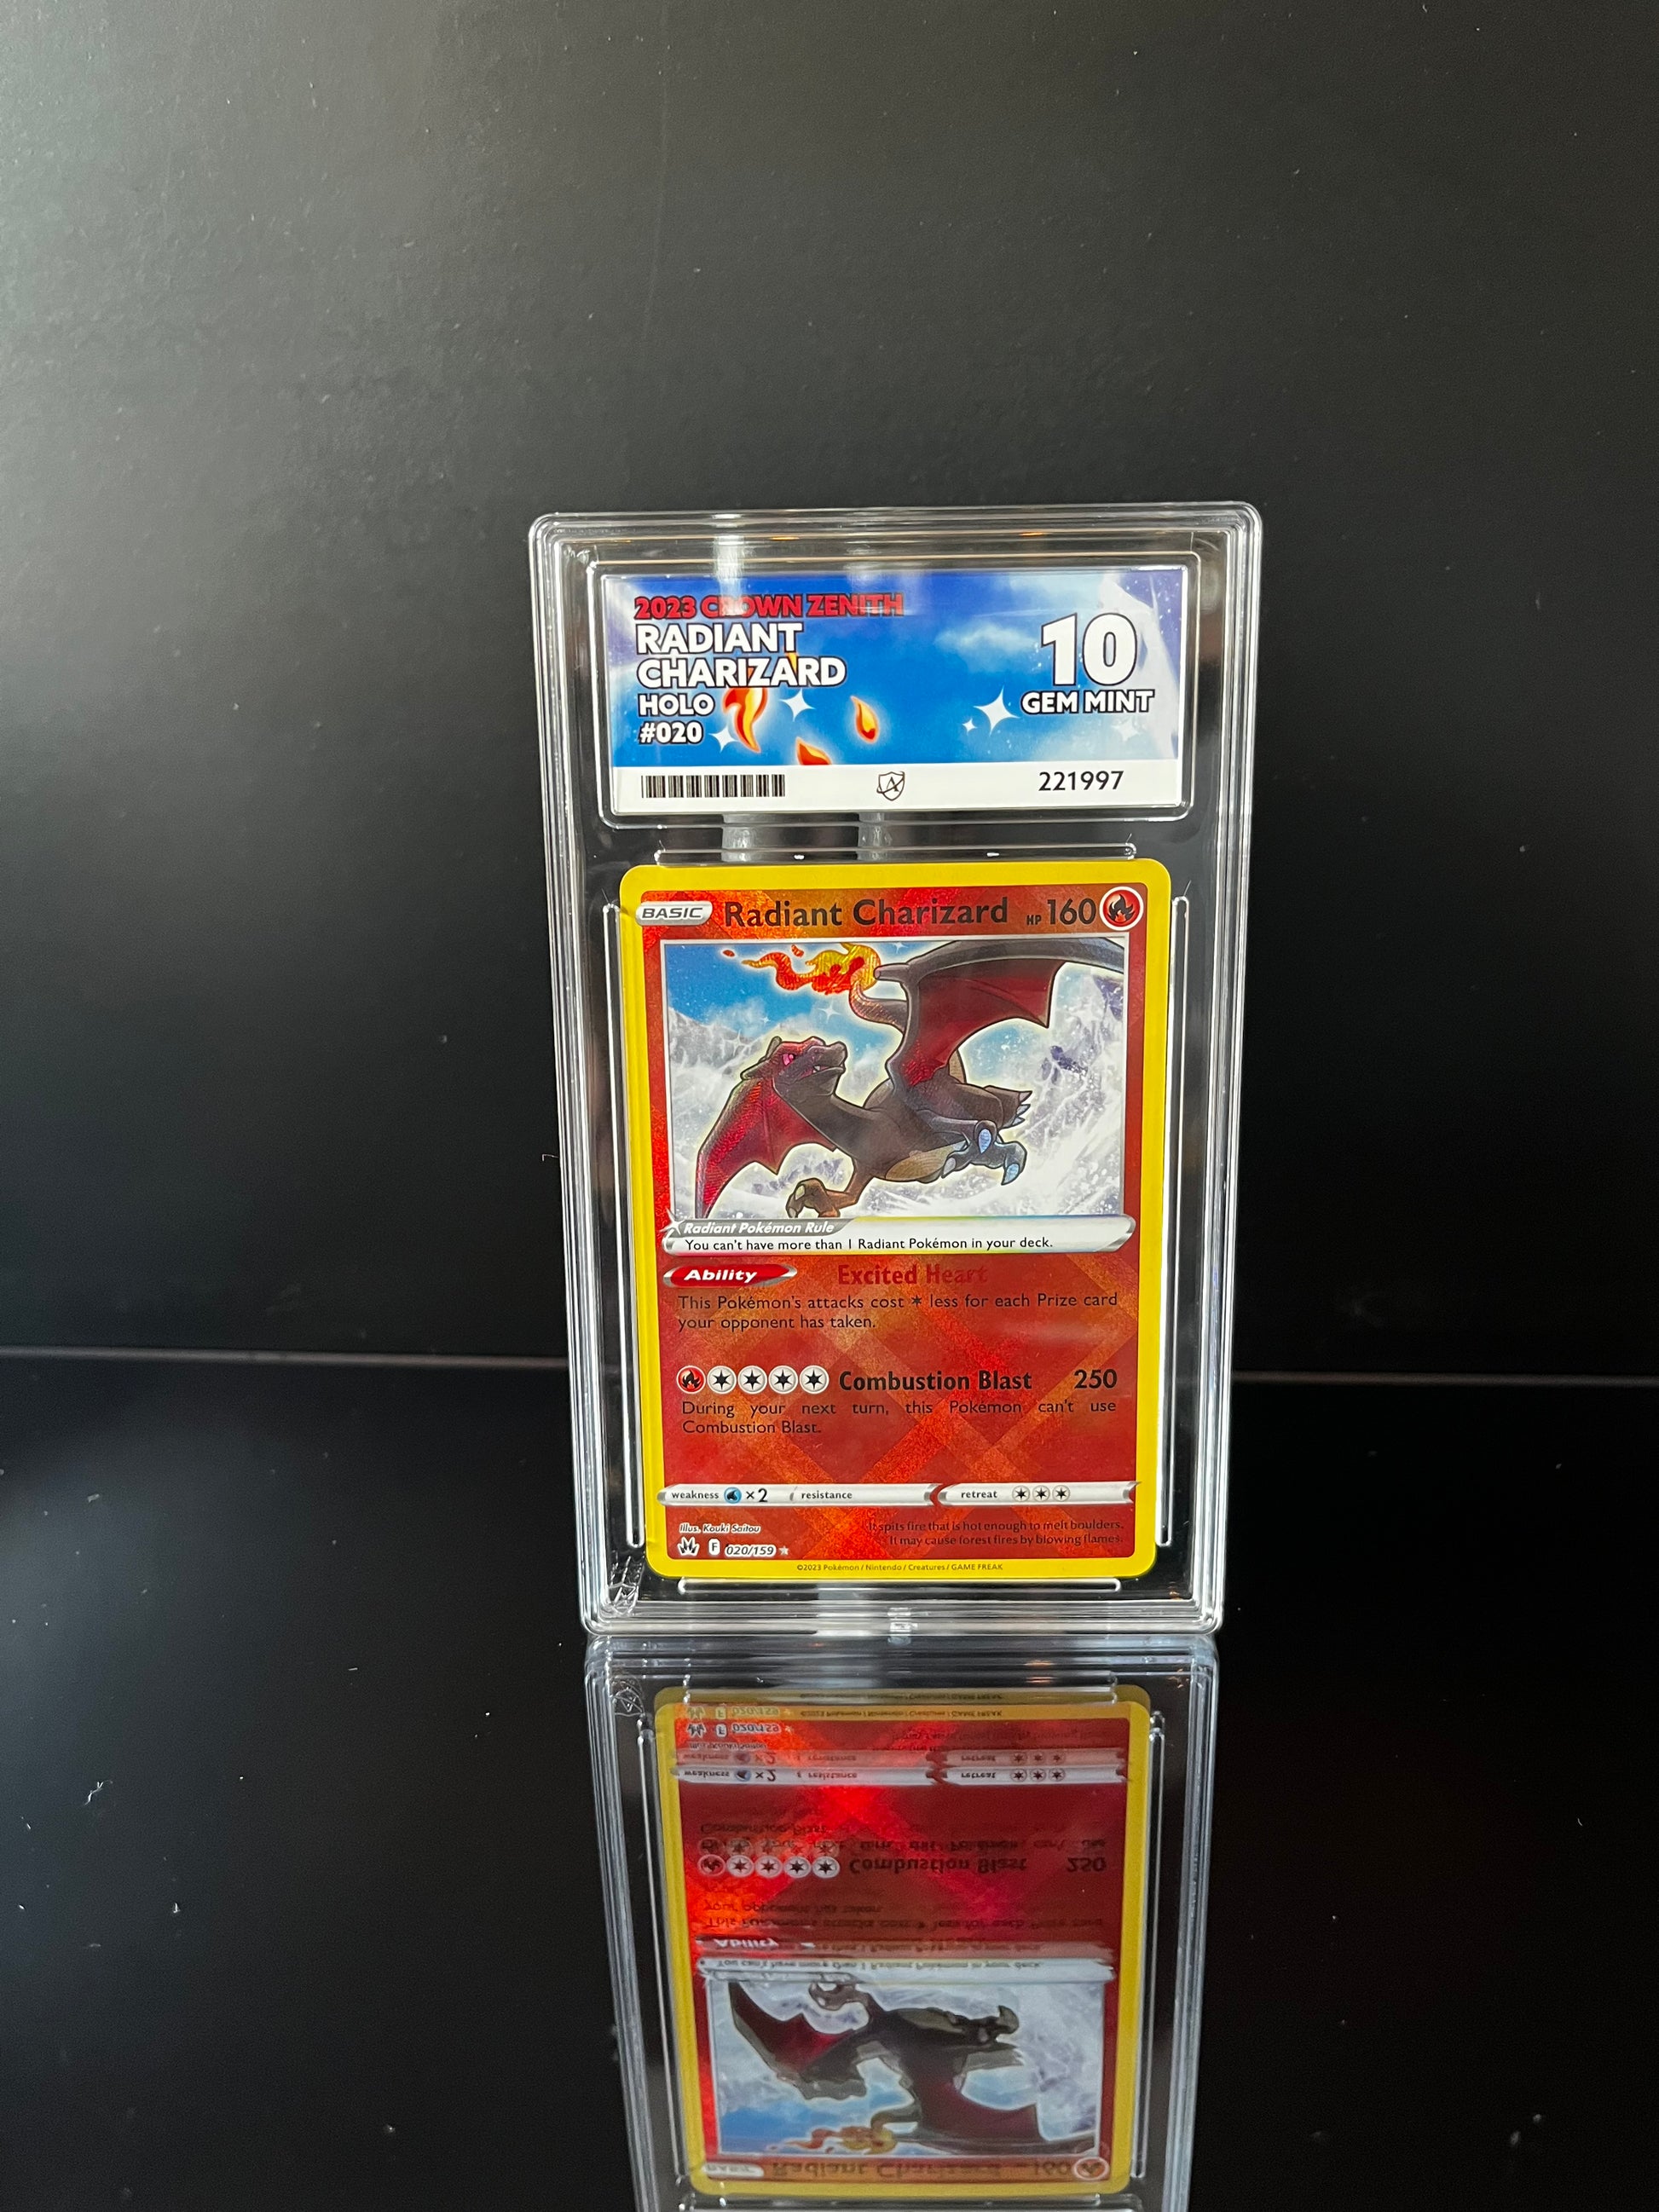 2023 CROWN ZENITH
RADIANT
CHARIZARD
HOLO
#020
10
GEM MINT
221997
BASIC Radiant Charizard HP 160
Radiant Pokémon Rule
You can't have more than 1 Radiant Pokémon in your deck.
Ability Excited Heart
This Pokémon's attacks cost ✶ less for each Prize card
your opponent has taken.
Combustion Blast 250
During your next turn, this Pokémon can't use
Combustion Blast.
weakness ×2 resistance retreat
Illus. Kouki Saitou
It spits fire that is hot enough to melt boulders.
It may cause forest fires by blowing flames.
F 020/159 ★
©2023 Pokémon / Nintendo / Creatures / GAME FREAK